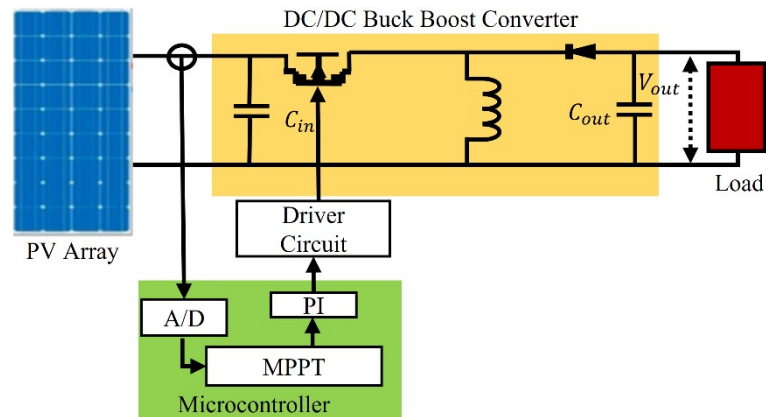 DC/DC Buck Boost Converter
C_in
C_out
V_out
Load
PV Array
Driver
Circuit
A/D
PI
MPPT
Microcontroller